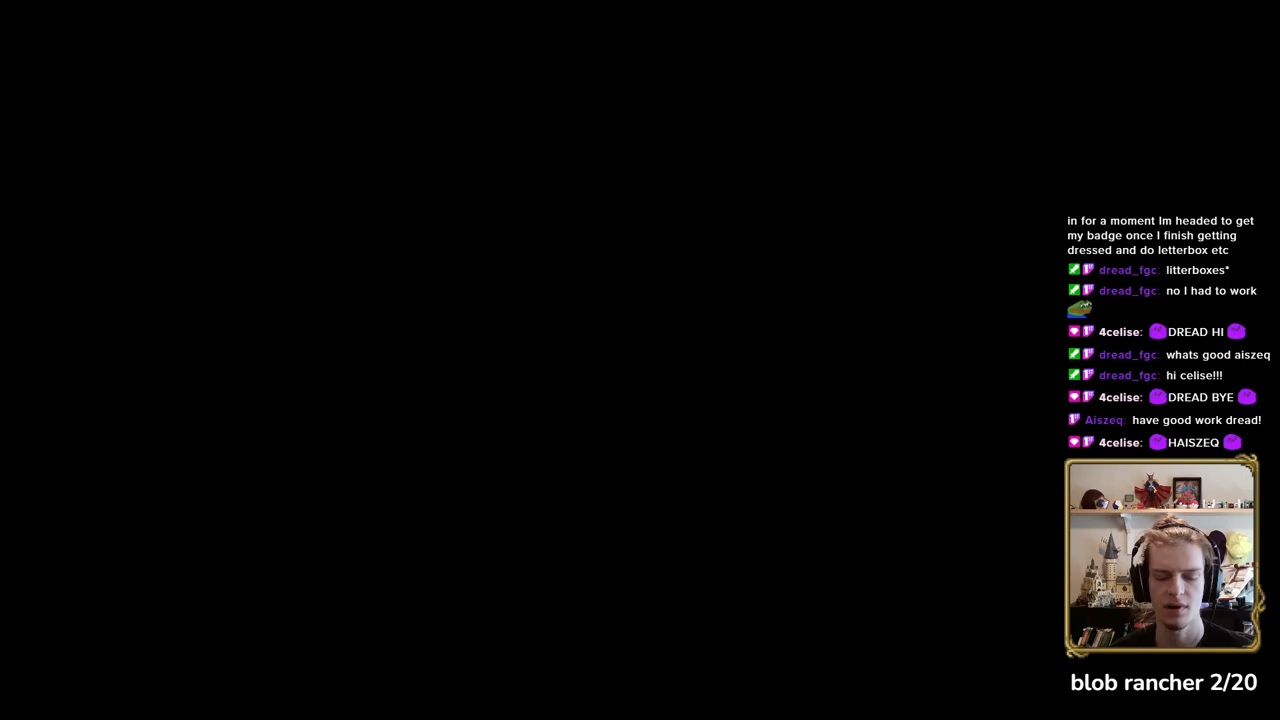 in for a moment Im headed to get
my badge once I finish getting
dressed and do letterbox etc
dread_fgc: litterboxes*
dread_fgc: no I had to work
4celise: DREAD HI
dread_fgc: whats good aiszeq
dread_fgc: hi celise!!!
4celise: DREAD BYE
Aiszeq: have good work dread!
4celise: HAISZEQ
blob rancher 2/20